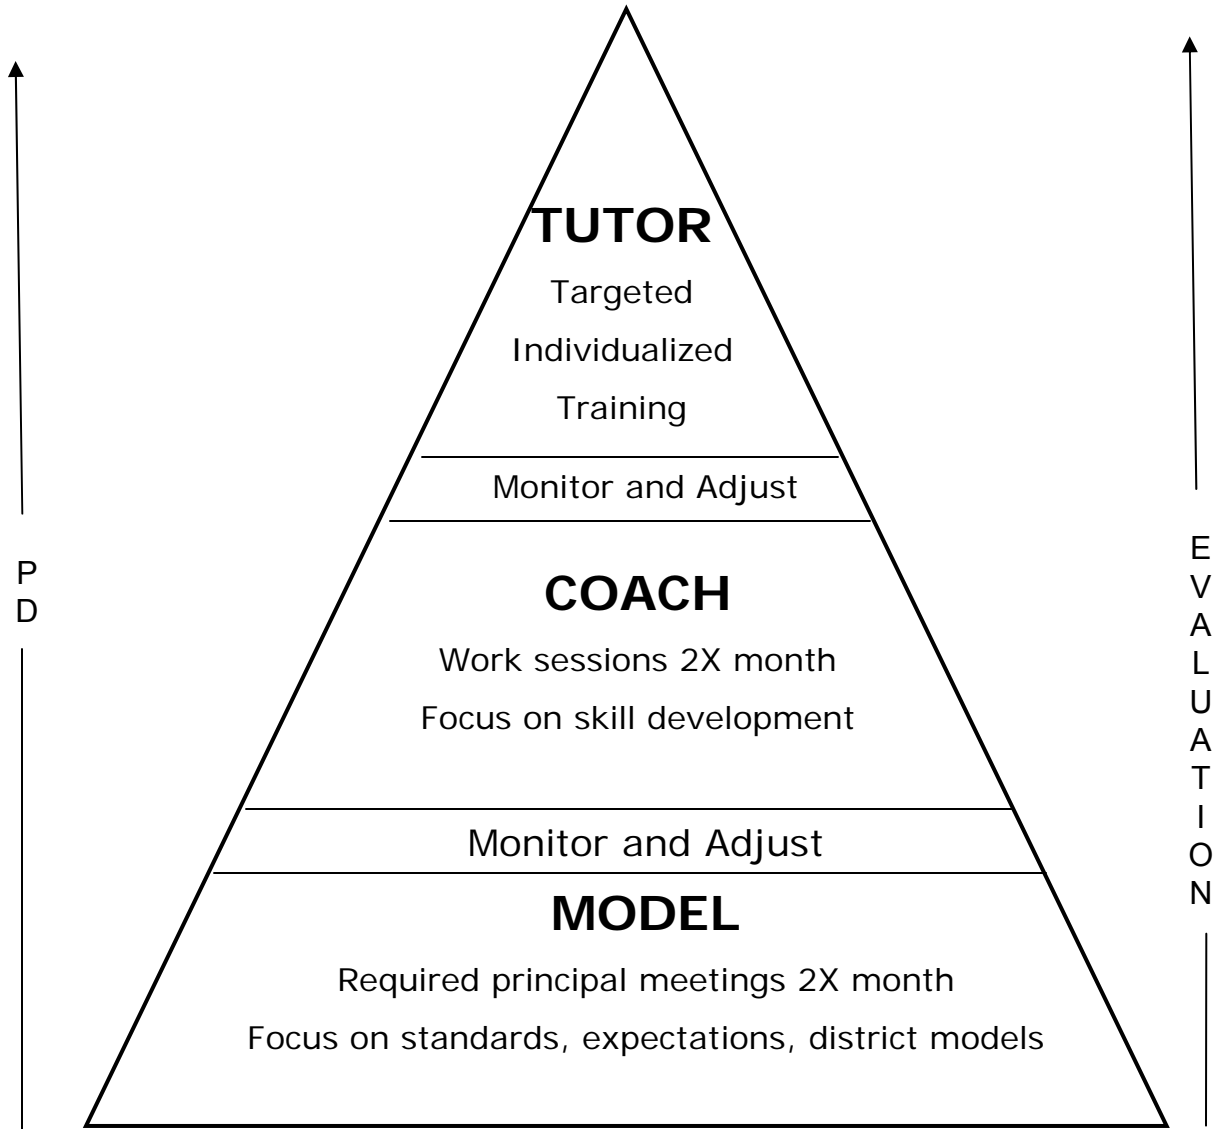 TUTOR
Targeted
Individualized
Training
Monitor and Adjust
COACH
Work sessions 2X month
Focus on skill development
Monitor and Adjust
MODEL
Required principal meetings 2X month
Focus on standards, expectations, district models
P
D
E
V
A
L
U
A
T
I
O
N